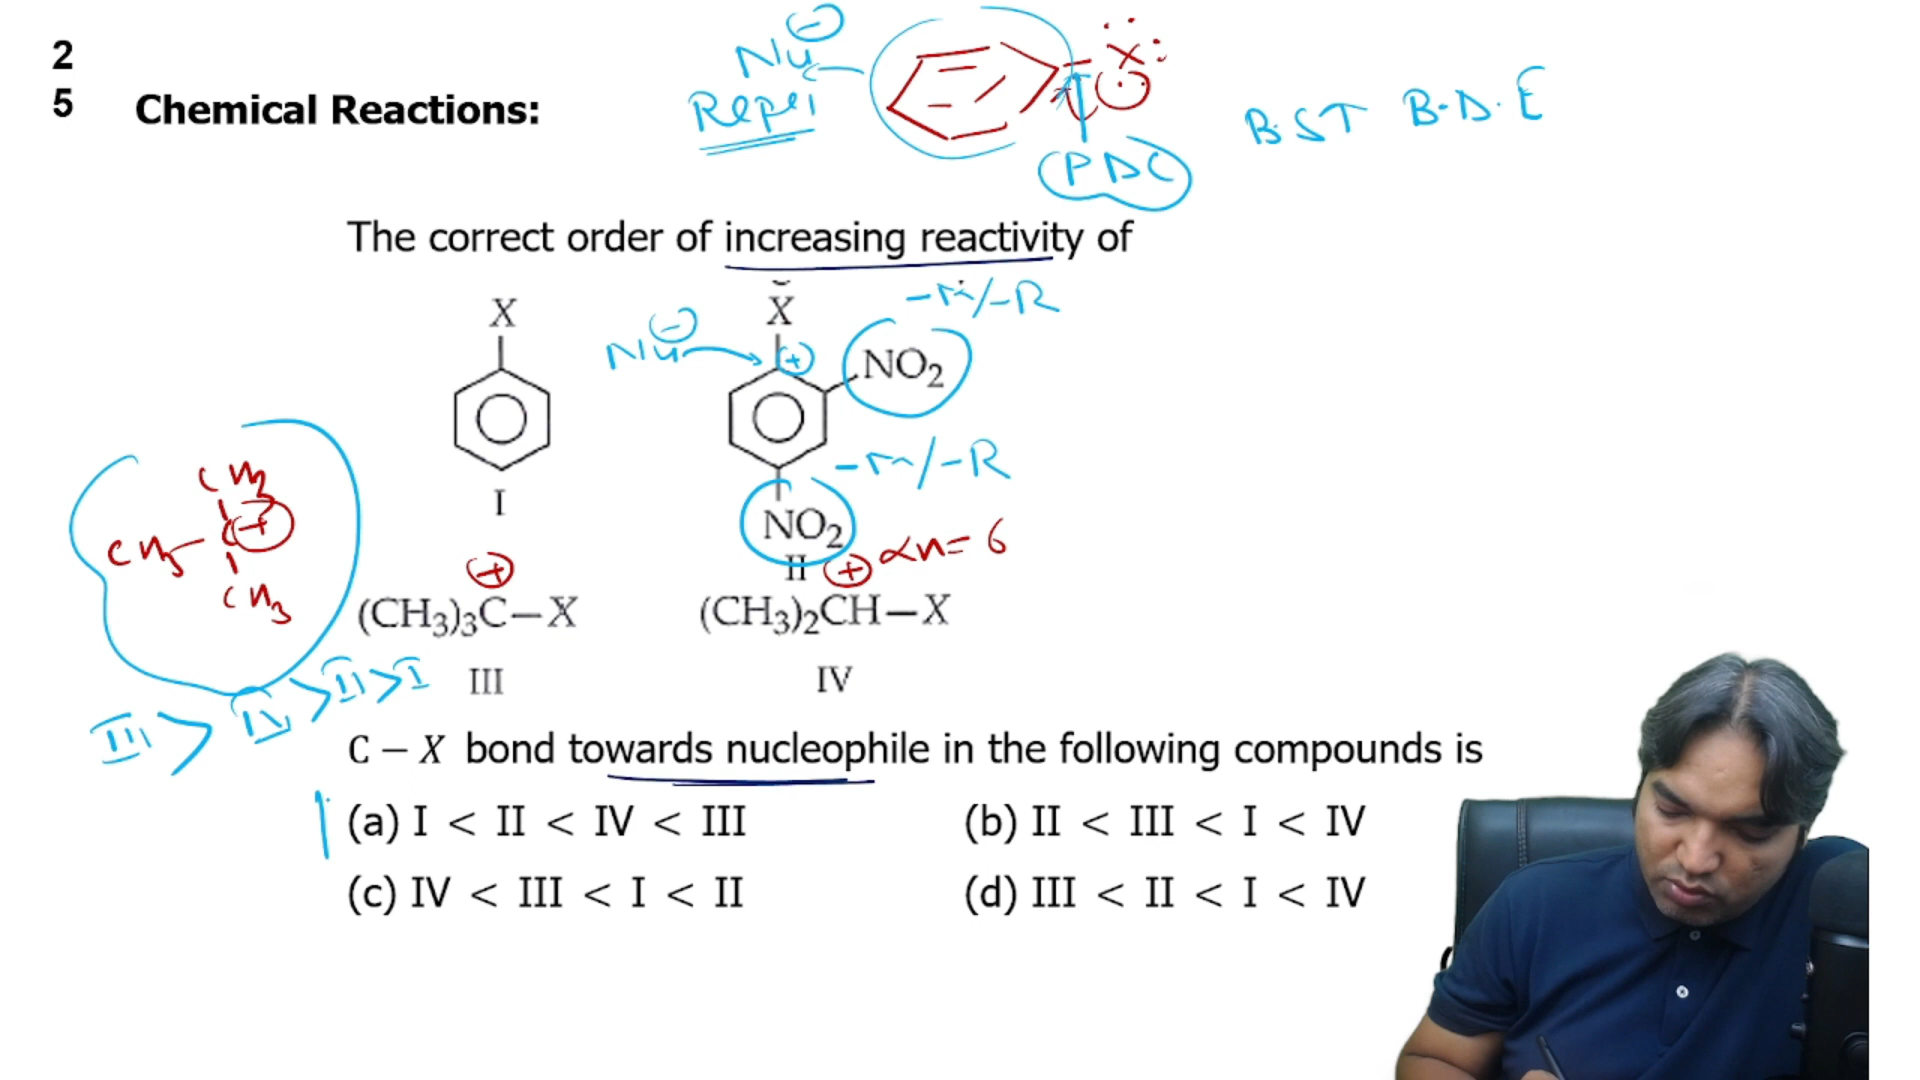 2
5
Chemical Reactions:
Nu⊖
Repel
X
PDC
B.S↑ B.D.E
The correct order of increasing reactivity of
X
X
Nu⊖
⊕
NO2
-m/-R
-m/-R
NO2
I
II
CH3
CH3-C⊕
CH3
⊕
⊕ αH = 6
(CH3)3C−X
(CH3)2CH−X
III
IV
III > IV > II > I
C − X bond towards nucleophile in the following compounds is
(a) I < II < IV < III
(b) II < III < I < IV
(c) IV < III < I < II
(d) III < II < I < IV